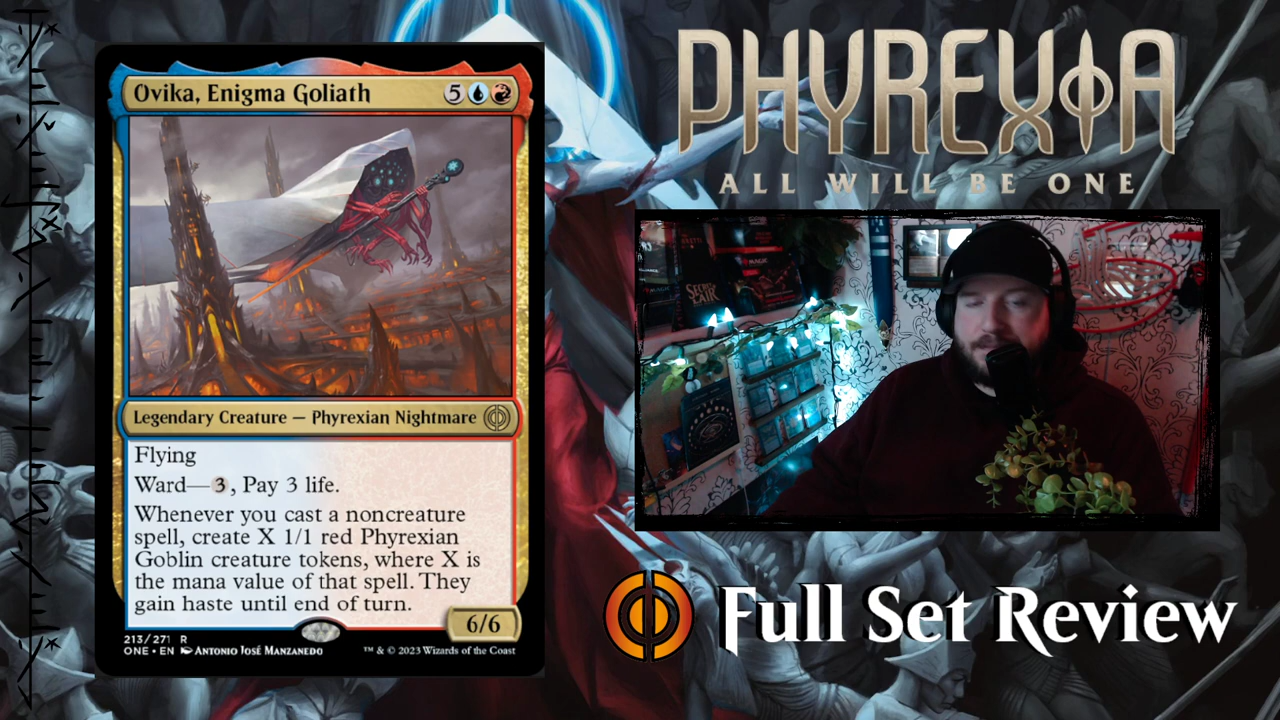 Ovika, Enigma Goliath
5
Legendary Creature — Phyrexian Nightmare
Flying
Ward—3, Pay 3 life.
Whenever you cast a noncreature
spell, create X 1/1 red Phyrexian
Goblin creature tokens, where X is
the mana value of that spell. They
gain haste until end of turn.
6/6
213/271 R
ONE • EN Antonio José Manzanedo
™ & © 2023 Wizards of the Coast
PHYREXIA
ALL WILL BE ONE
SECRET
LAIR
MAGIC
Full Set Review